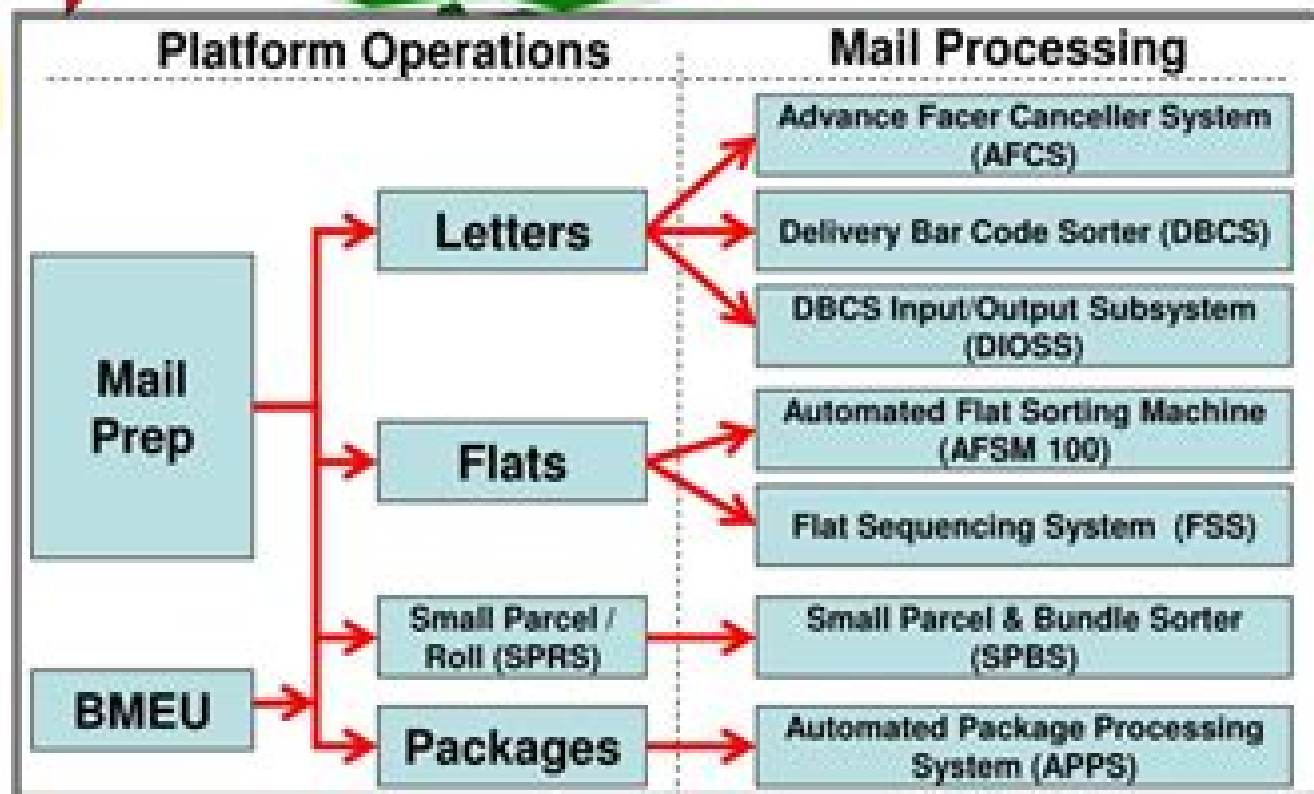 Platform Operations
Mail Processing
Mail
Prep
BMEU
Letters
Flats
Small Parcel /
Roll (SPRS)
Packages
Advance Facer Canceller System
(AFCS)
Delivery Bar Code Sorter (DBCS)
DBCS Input/Output Subsystem
(DIOSS)
Automated Flat Sorting Machine
(AFSM 100)
Flat Sequencing System (FSS)
Small Parcel & Bundle Sorter
(SPBS)
Automated Package Processing
System (APPS)